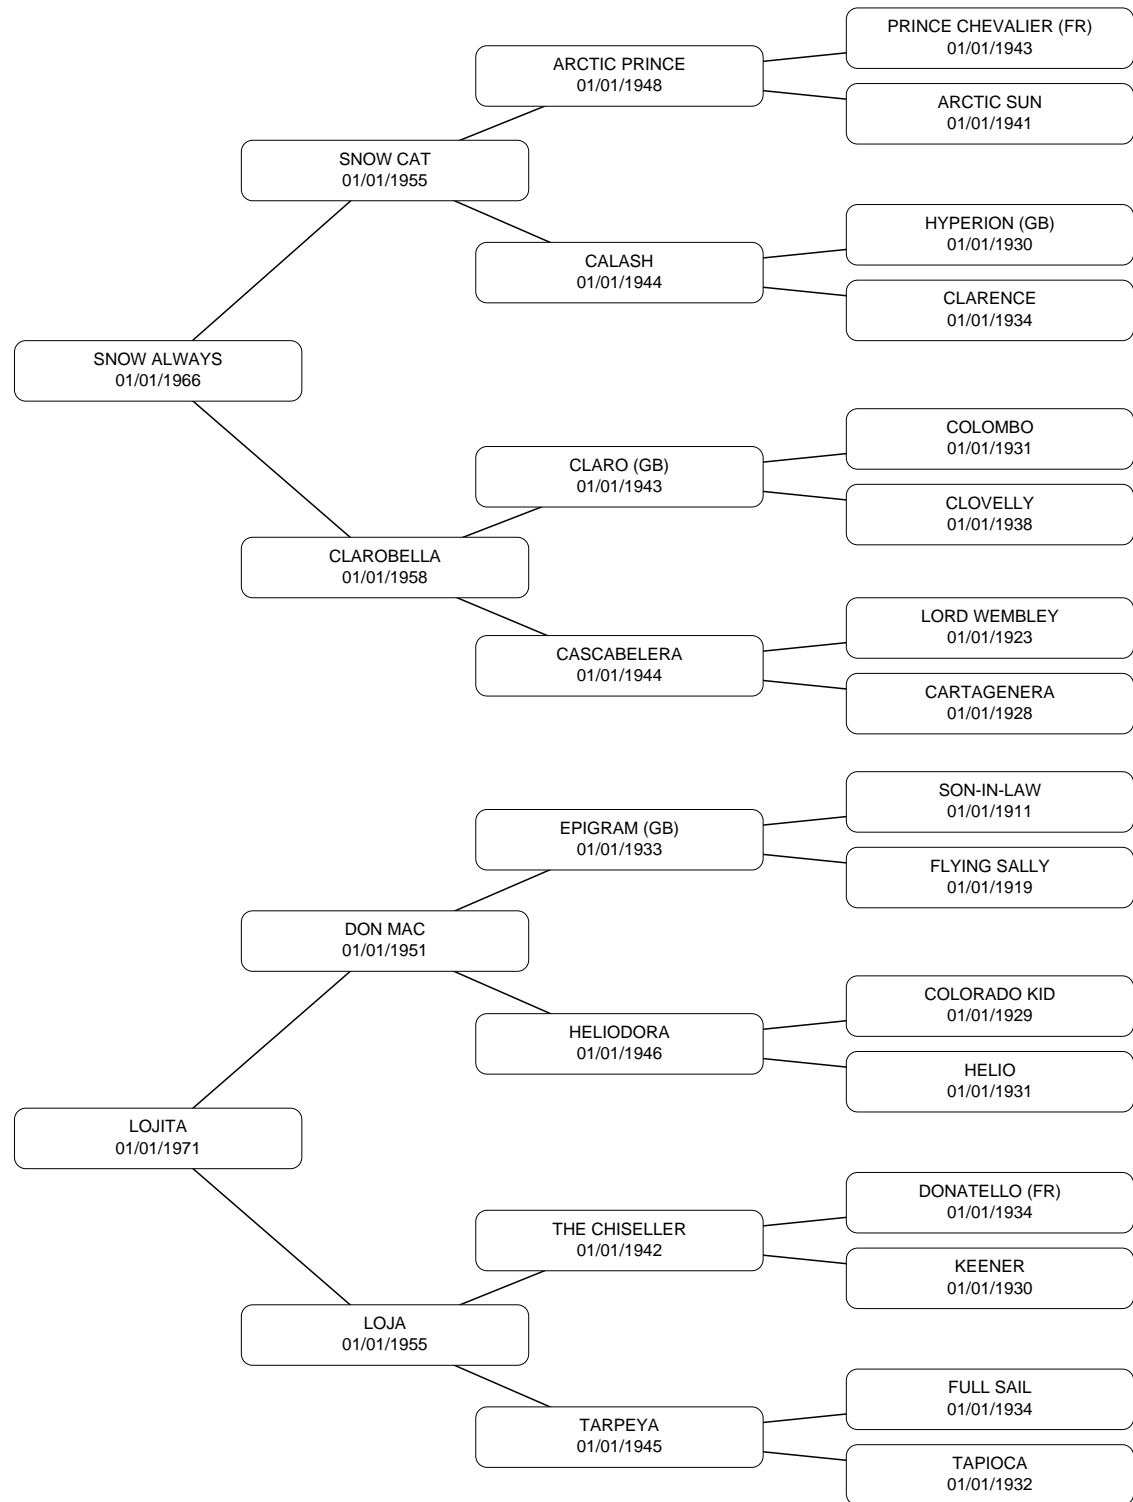 PRINCE CHEVALIER (FR)
01/01/1943
ARCTIC PRINCE
01/01/1948
ARCTIC SUN
01/01/1941
SNOW CAT
01/01/1955
HYPERION (GB)
01/01/1930
CALASH
01/01/1944
CLARENCE
01/01/1934
SNOW ALWAYS
01/01/1966
COLOMBO
01/01/1931
CLARO (GB)
01/01/1943
CLOVELLY
01/01/1938
CLAROBELLA
01/01/1958
LORD WEMBLEY
01/01/1923
CASCABELERA
01/01/1944
CARTAGENERA
01/01/1928
SON-IN-LAW
01/01/1911
EPIGRAM (GB)
01/01/1933
FLYING SALLY
01/01/1919
DON MAC
01/01/1951
COLORADO KID
01/01/1929
HELIODORA
01/01/1946
HELIO
01/01/1931
LOJITA
01/01/1971
DONATELLO (FR)
01/01/1934
THE CHISELLER
01/01/1942
KEENER
01/01/1930
LOJA
01/01/1955
FULL SAIL
01/01/1934
TARPEYA
01/01/1945
TAPIOCA
01/01/1932